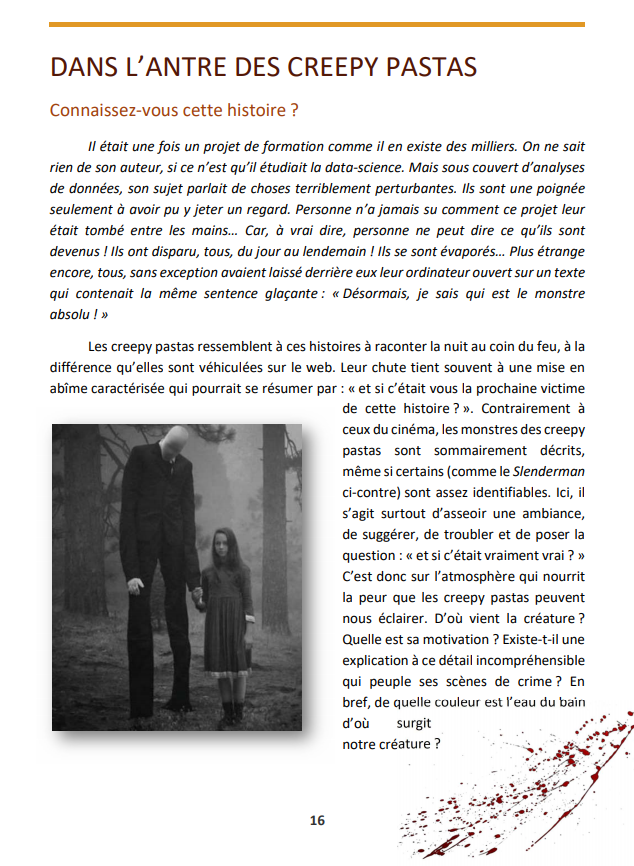 DANS L’ANTRE DES CREEPY PASTAS
Connaissez-vous cette histoire ?
Il était une fois un projet de formation comme il en existe des milliers. On ne sait
rien de son auteur, si ce n’est qu’il étudiait la data-science. Mais sous couvert d’analyses
de données, son sujet parlait de choses terriblement perturbantes. Ils sont une poignée
seulement à avoir pu y jeter un regard. Personne n’a jamais su comment ce projet leur
était tombé entre les mains… Car, à vrai dire, personne ne peut dire ce qu’ils sont
devenus ! Ils ont disparu, tous, du jour au lendemain ! Ils se sont évaporés… Plus étrange
encore, tous, sans exception avaient laissé derrière eux leur ordinateur ouvert sur un texte
qui contenait la même sentence glaçante : « Désormais, je sais qui est le monstre
absolu ! »
Les creepy pastas ressemblent à ces histoires à raconter la nuit au coin du feu, à la
différence qu’elles sont véhiculées sur le web. Leur chute tient souvent à une mise en
abîme caractérisée qui pourrait se résumer par : « et si c’était vous la prochaine victime
de cette histoire ? ». Contrairement à
ceux du cinéma, les monstres des creepy
pastas sont sommairement décrits,
même si certains (comme le Slenderman
ci-contre) sont assez identifiables. Ici, il
s’agit surtout d’asseoir une ambiance,
de suggérer, de troubler et de poser la
question : « et si c’était vraiment vrai ? »
C’est donc sur l’atmosphère qui nourrit
la peur que les creepy pastas peuvent
nous éclairer. D’où vient la créature ?
Quelle est sa motivation ? Existe-t-il une
explication à ce détail incompréhensible
qui peuple ses scènes de crime ? En
bref, de quelle couleur est l’eau du bain
d’où surgit
notre créature ?
16